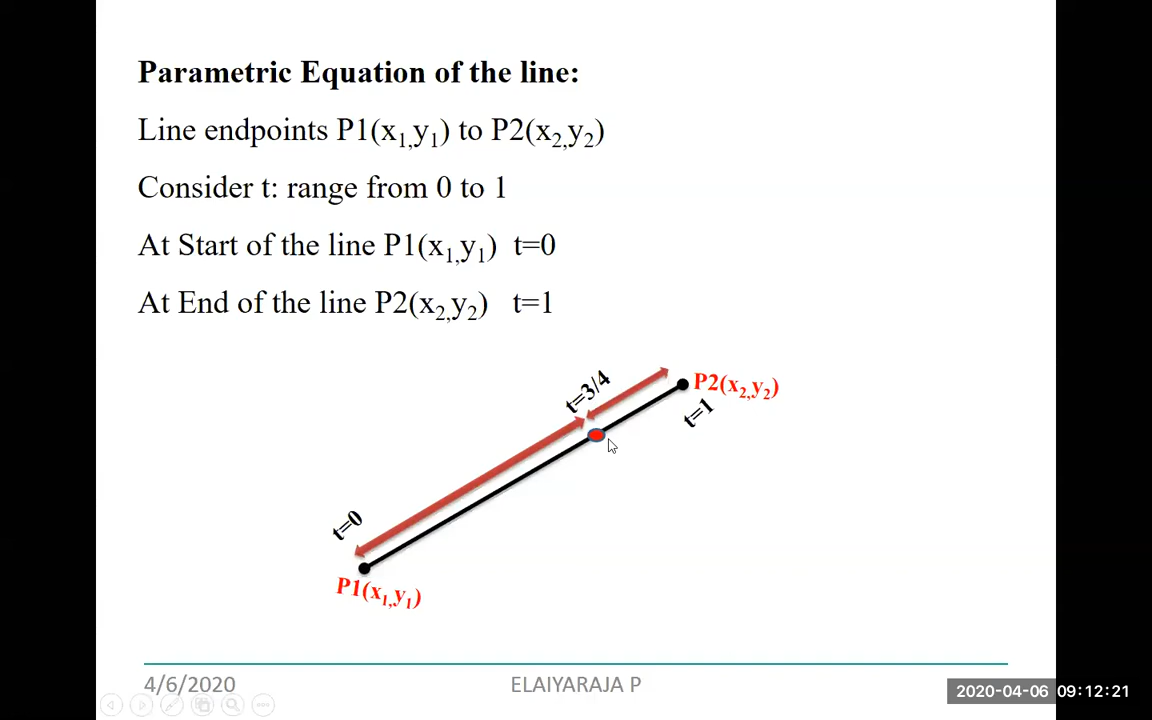 Parametric Equation of the line:
Line endpoints P1(x1,y1) to P2(x2,y2)
Consider t: range from 0 to 1
At Start of the line P1(x1,y1) t=0
At End of the line P2(x2,y2) t=1
t=3/4
P2(x2,y2)
t=1
t=0
P1(x1,y1)
4/6/2020
ELAIYARAJA P
2020-04-06 09:12:21